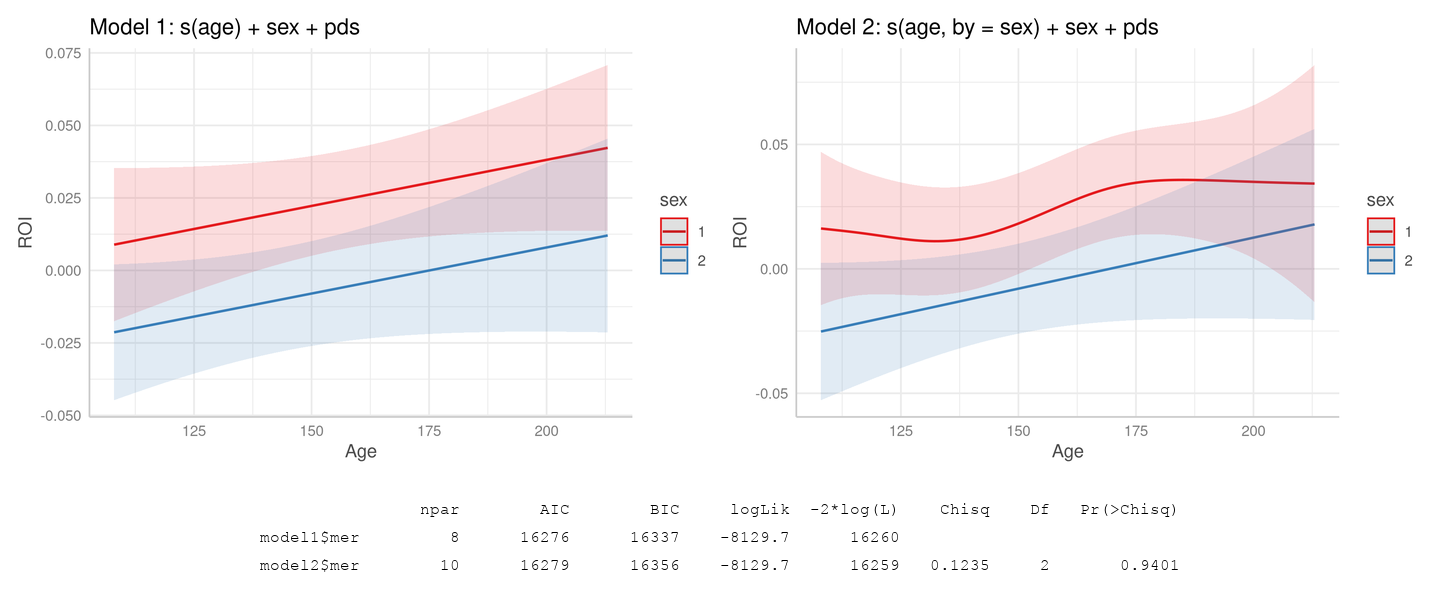 Model 1: s(age) + sex + pds
0.075
0.050
0.025
0.000
-0.025
-0.050
ROI
125 150 175 200
Age
sex
1
2
Model 2: s(age, by = sex) + sex + pds
0.05
0.00
-0.05
ROI
125 150 175 200
Age
sex
1
2
npar AIC BIC logLik -2*log(L) Chisq Df Pr(>Chisq)
model1$mer 8 16276 16337 -8129.7 16260
model2$mer 10 16279 16356 -8129.7 16259 0.1235 2 0.9401